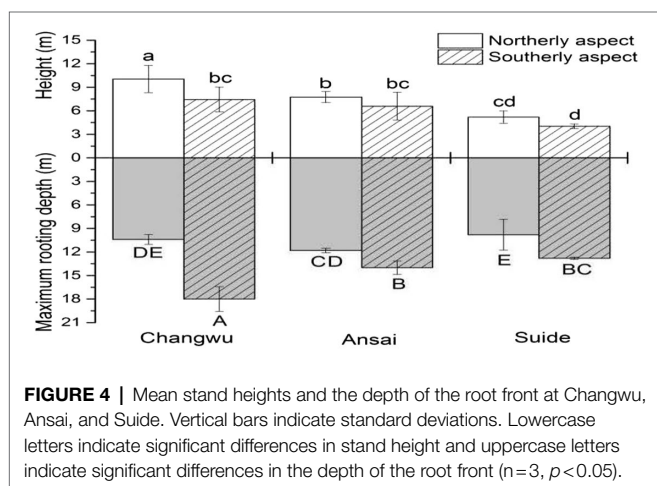 Northerly aspect
Southerly aspect
Height (m)
15
12
9
6
3
0
a
bc
b
bc
cd
d
Maximum rooting depth (m)
3
6
9
12
15
18
21
DE
A
CD
B
E
BC
Changwu
Ansai
Suide
FIGURE 4 | Mean stand heights and the depth of the root front at Changwu,
Ansai, and Suide. Vertical bars indicate standard deviations. Lowercase
letters indicate significant differences in stand height and uppercase letters
indicate significant differences in the depth of the root front (n=3, p<0.05).